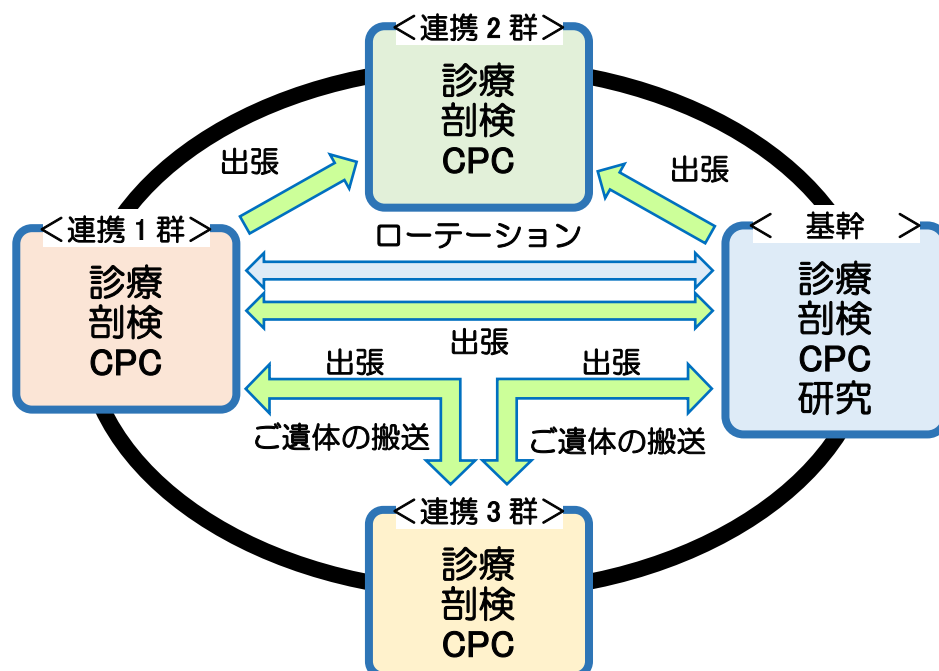 ＜連携２群＞
診療
剖検
CPC
出張
出張
＜連携１群＞
診療
剖検
CPC
ローテーション
出張
＜　基幹　＞
診療
剖検
CPC
研究
出張
出張
ご遺体の搬送
ご遺体の搬送
＜連携３群＞
診療
剖検
CPC